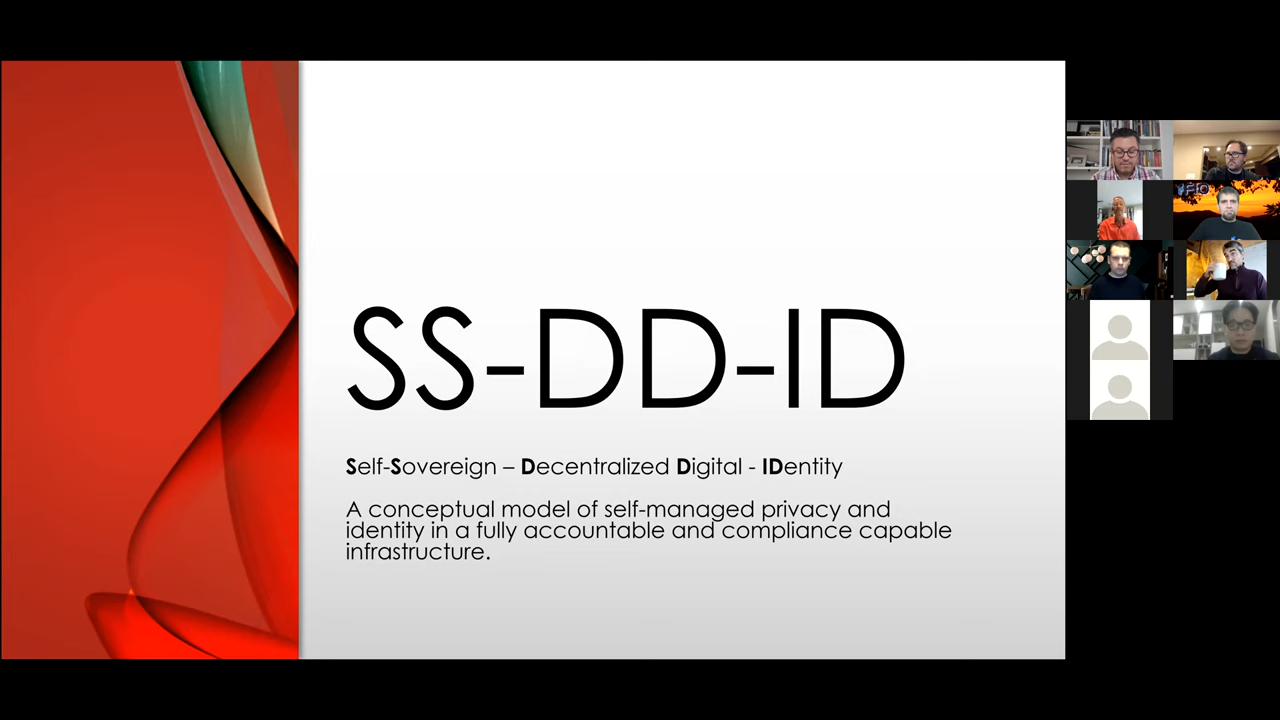 SS-DD-ID
Self-Sovereign – Decentralized Digital - IDentity
A conceptual model of self-managed privacy and
identity in a fully accountable and compliance capable
infrastructure.